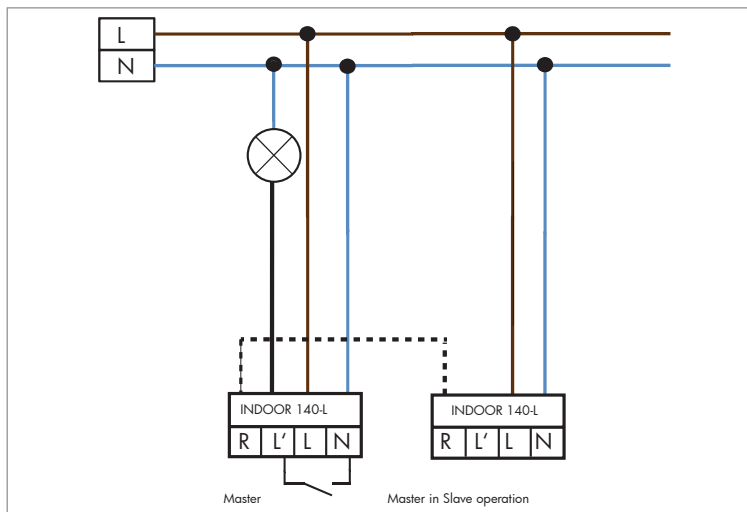 L
N
INDOOR 140-L
R L' L N
INDOOR 140-L
R L' L N
Master
Master in Slave operation